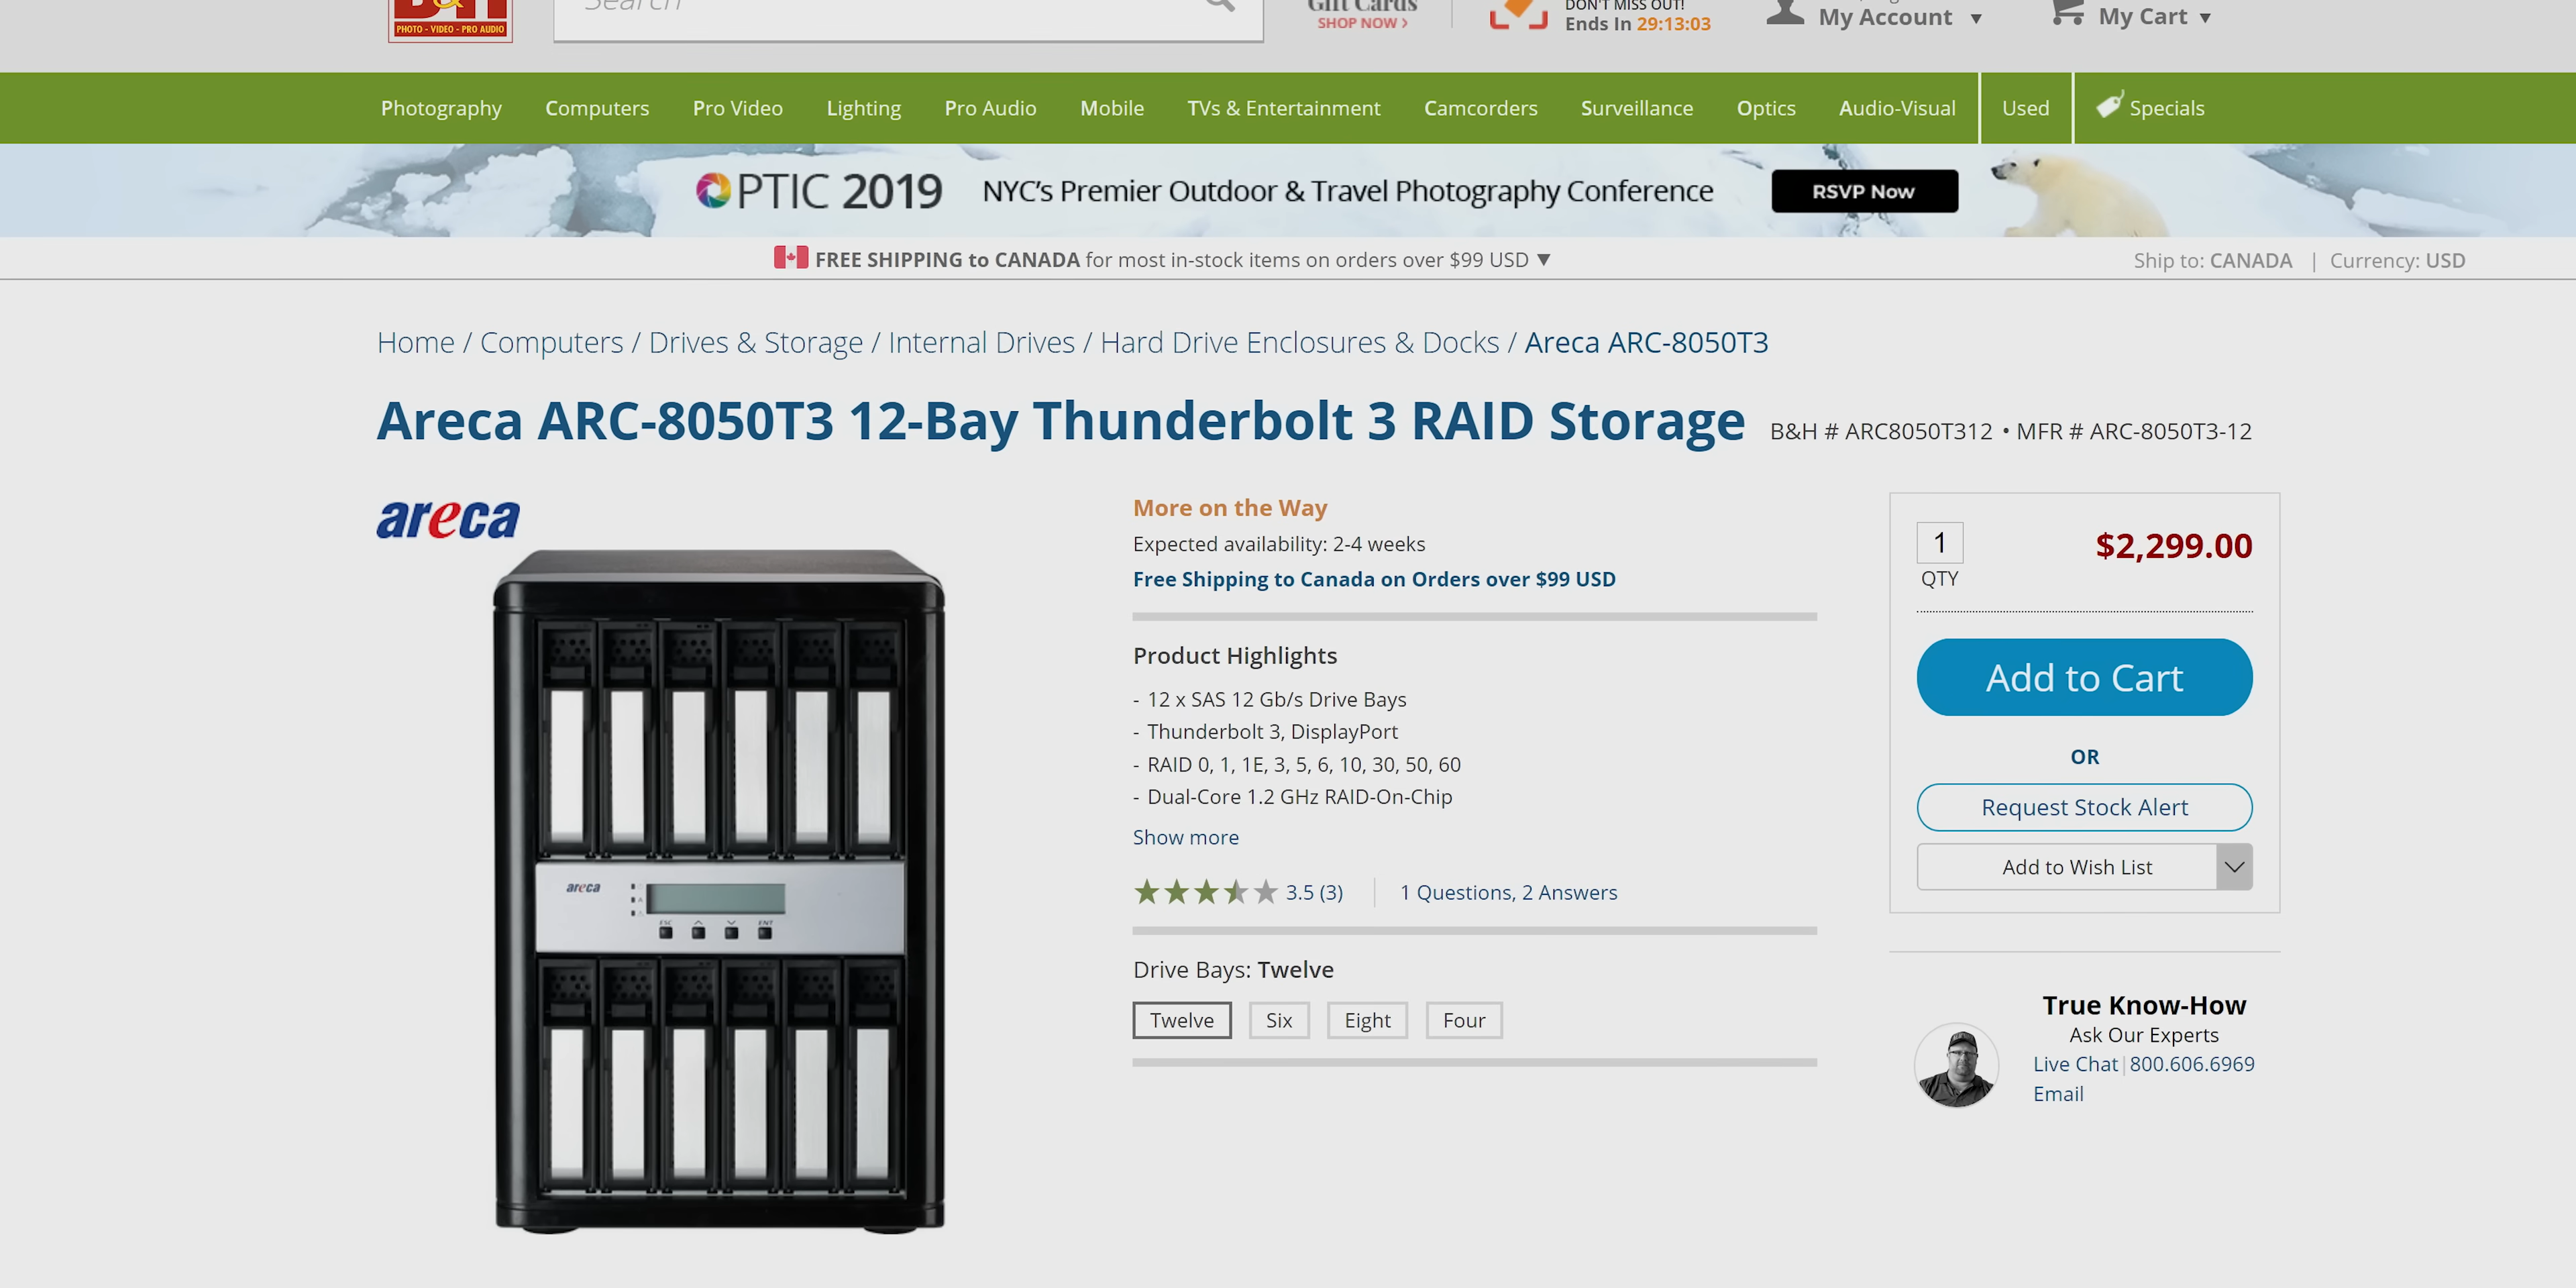 B&H
PHOTO - VIDEO - PRO AUDIO
Search
Gift Cards
SHOP NOW >
DON'T MISS OUT!
Ends In 29:13:03
My Account ▼
My Cart ▼
Photography Computers Pro Video Lighting Pro Audio Mobile TVs & Entertainment Camcorders Surveillance Optics Audio-Visual Used Specials
OPTIC 2019 NYC's Premier Outdoor & Travel Photography Conference RSVP Now
FREE SHIPPING to CANADA for most in-stock items on orders over $99 USD ▼
Ship to: CANADA | Currency: USD
Home / Computers / Drives & Storage / Internal Drives / Hard Drive Enclosures & Docks / Areca ARC-8050T3
Areca ARC-8050T3 12-Bay Thunderbolt 3 RAID Storage B&H # ARC8050T312 • MFR # ARC-8050T3-12
areca
areca
ESC ENT
More on the Way
Expected availability: 2-4 weeks
Free Shipping to Canada on Orders over $99 USD
Product Highlights
- 12 x SAS 12 Gb/s Drive Bays
- Thunderbolt 3, DisplayPort
- RAID 0, 1, 1E, 3, 5, 6, 10, 30, 50, 60
- Dual-Core 1.2 GHz RAID-On-Chip
Show more
3.5 (3) | 1 Questions, 2 Answers
Drive Bays: Twelve
Twelve Six Eight Four
1 $2,299.00
QTY
Add to Cart
OR
Request Stock Alert
Add to Wish List
True Know-How
Ask Our Experts
Live Chat | 800.606.6969
Email